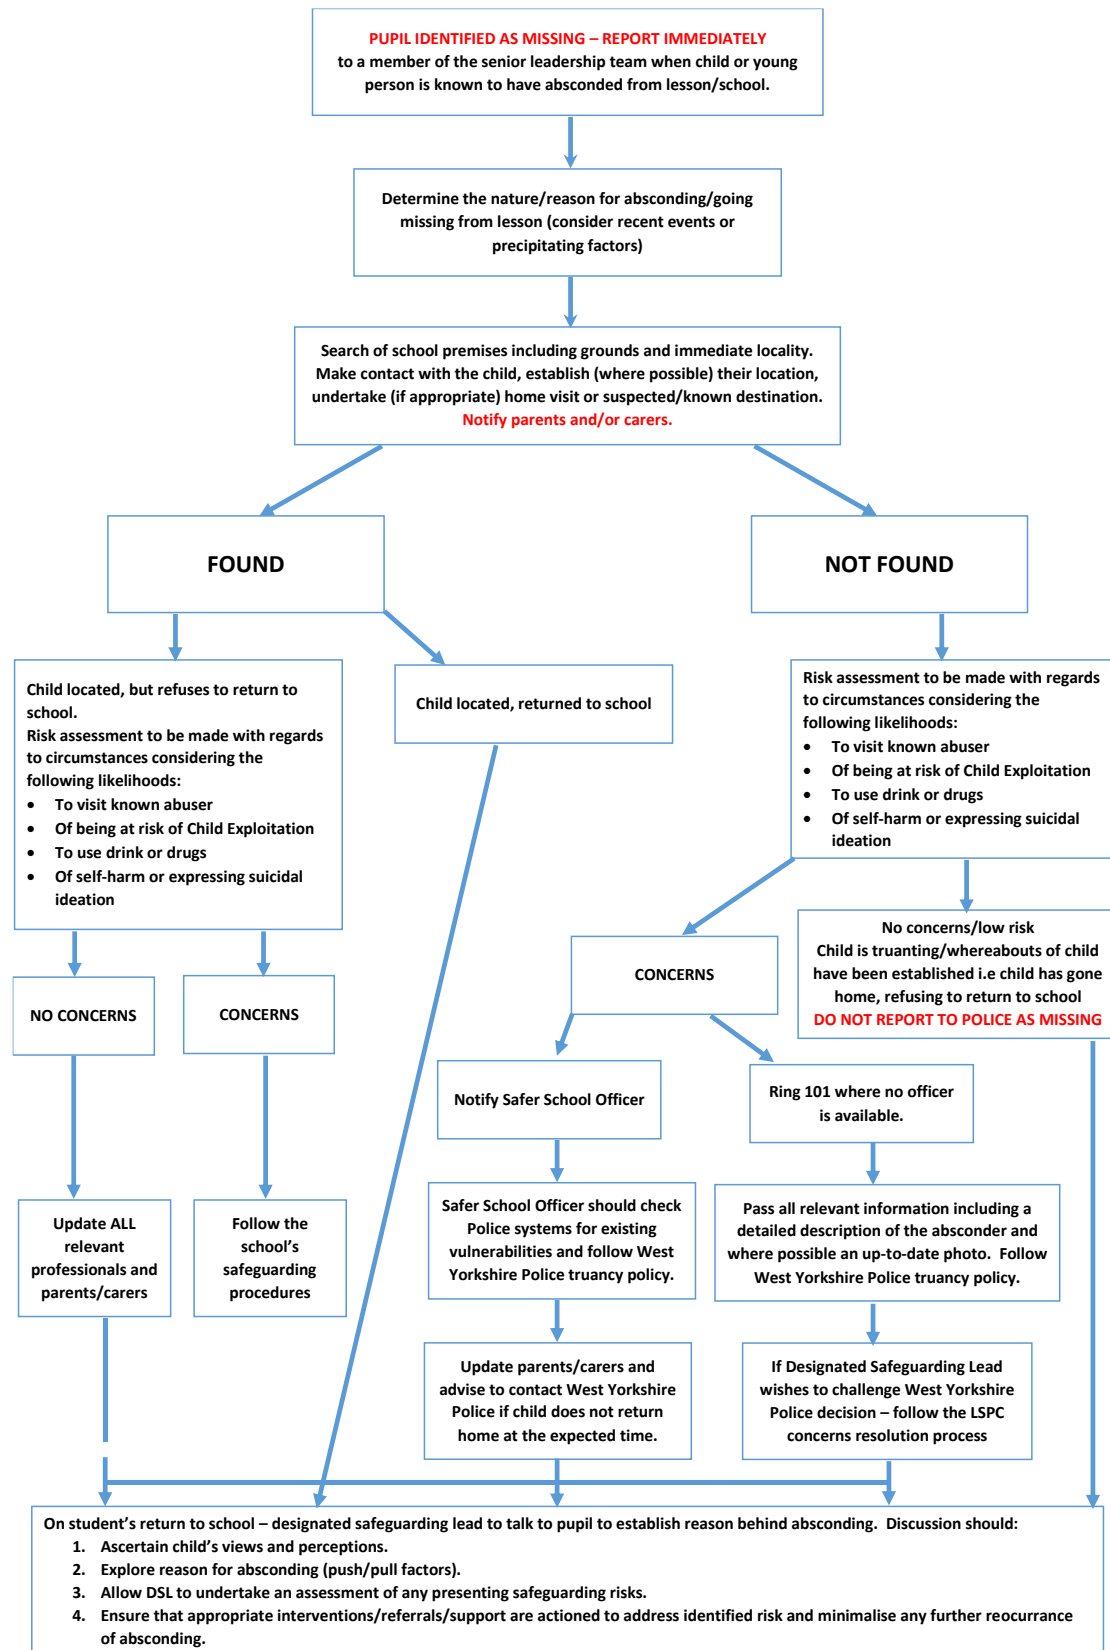 PUPIL IDENTIFIED AS MISSING – REPORT IMMEDIATELY
to a member of the senior leadership team when child or young
person is known to have absconded from lesson/school.
Determine the nature/reason for absconding/going
missing from lesson (consider recent events or
precipitating factors)
Search of school premises including grounds and immediate locality.
Make contact with the child, establish (where possible) their location,
undertake (if appropriate) home visit or suspected/known destination.
Notify parents and/or carers.
FOUND
NOT FOUND
Child located, but refuses to return to
school.
Risk assessment to be made with regards
to circumstances considering the
following likelihoods:
• To visit known abuser
• Of being at risk of Child Exploitation
• To use drink or drugs
• Of self-harm or expressing suicidal
ideation
Child located, returned to school
Risk assessment to be made with regards
to circumstances considering the
following likelihoods:
• To visit known abuser
• Of being at risk of Child Exploitation
• To use drink or drugs
• Of self-harm or expressing suicidal
ideation
NO CONCERNS
CONCERNS
CONCERNS
No concerns/low risk
Child is truanting/whereabouts of child
have been established i.e child has gone
home, refusing to return to school
DO NOT REPORT TO POLICE AS MISSING
Notify Safer School Officer
Ring 101 where no officer
is available.
Update ALL
relevant
professionals and
parents/carers
Follow the
school's
safeguarding
procedures
Safer School Officer should check
Police systems for existing
vulnerabilities and follow West
Yorkshire Police truancy policy.
Pass all relevant information including a
detailed description of the absconder and
where possible an up-to-date photo. Follow
West Yorkshire Police truancy policy.
Update parents/carers and
advise to contact West Yorkshire
Police if child does not return
home at the expected time.
If Designated Safeguarding Lead
wishes to challenge West Yorkshire
Police decision – follow the LSPC
concerns resolution process
On student's return to school – designated safeguarding lead to talk to pupil to establish reason behind absconding. Discussion should:
1. Ascertain child's views and perceptions.
2. Explore reason for absconding (push/pull factors).
3. Allow DSL to undertake an assessment of any presenting safeguarding risks.
4. Ensure that appropriate interventions/referrals/support are actioned to address identified risk and minimalise any further reocurrance
of absconding.